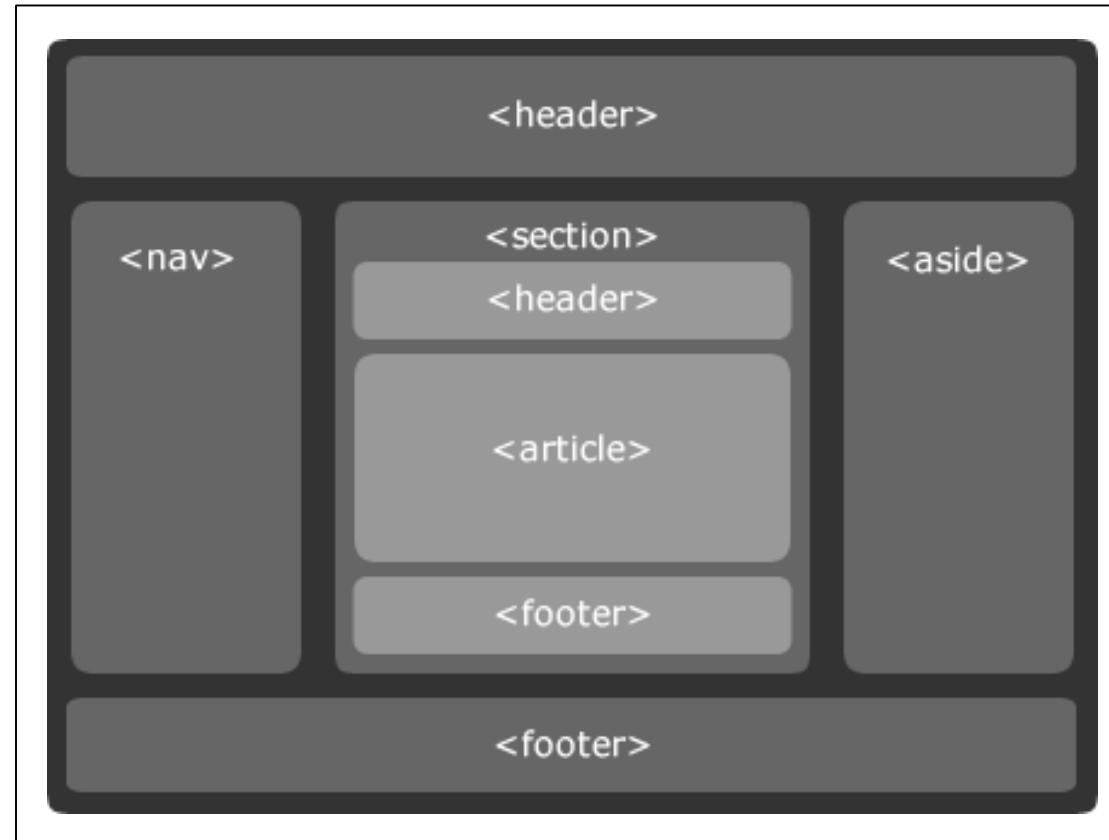 <header>
<nav>
<section>
<header>
<article>
<footer>
<aside>
<footer>